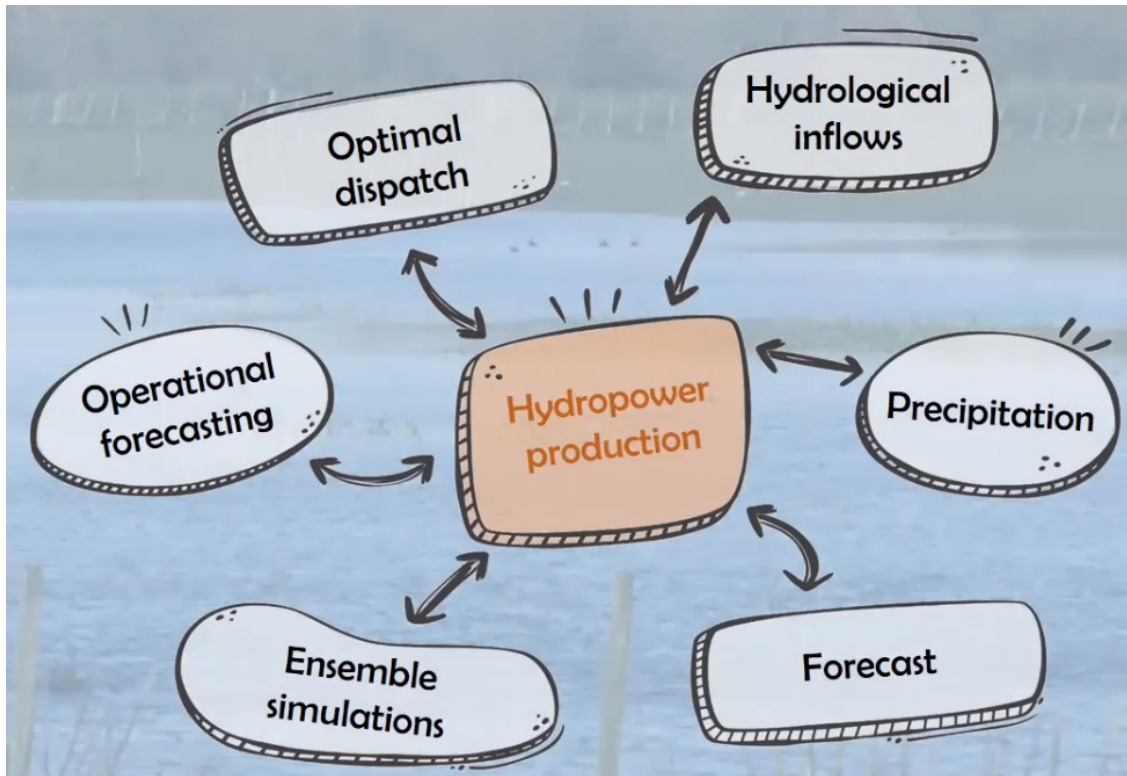 Optimal
dispatch
Hydrological
inflows
Operational
forecasting
Hydropower
production
Precipitation
Ensemble
simulations
Forecast